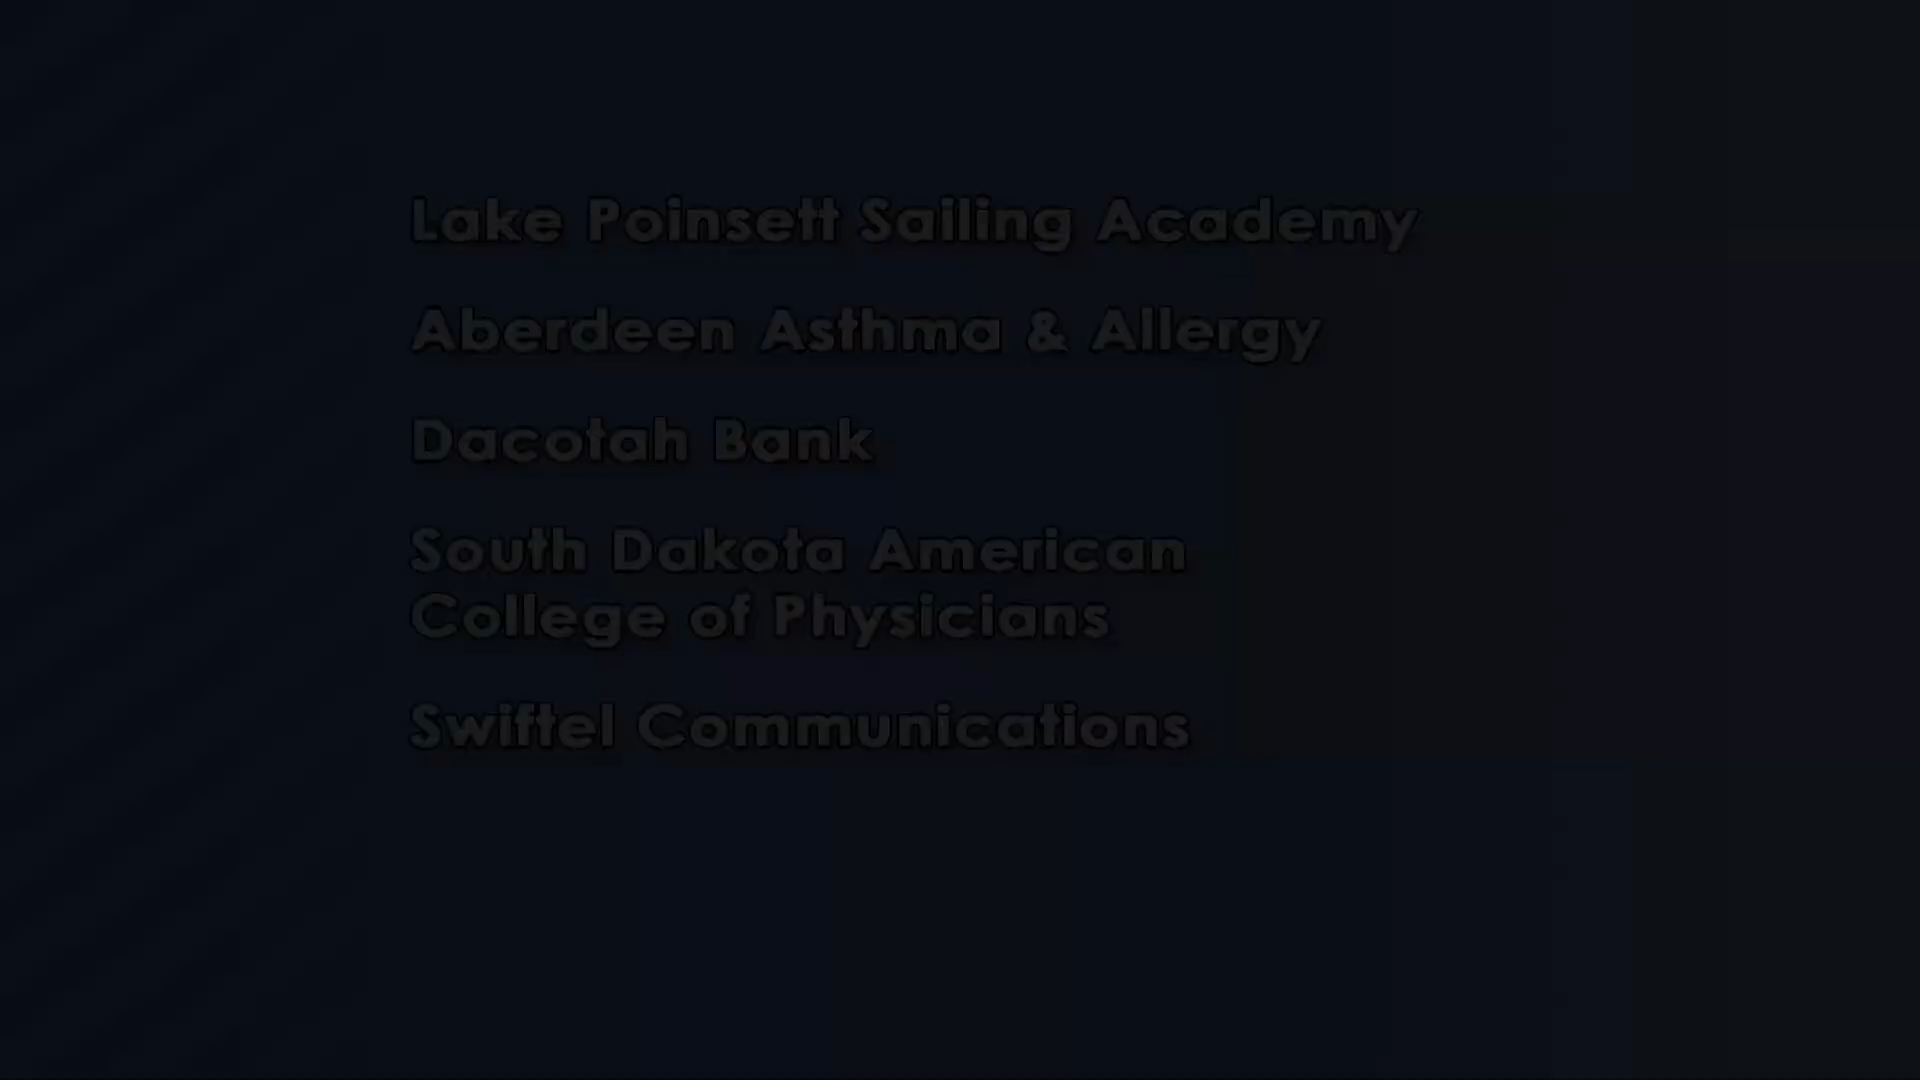 Lake Poinsett Sailing Academy
Aberdeen Asthma & Allergy
Dacotah Bank
South Dakota American
College of Physicians
Swiftel Communications